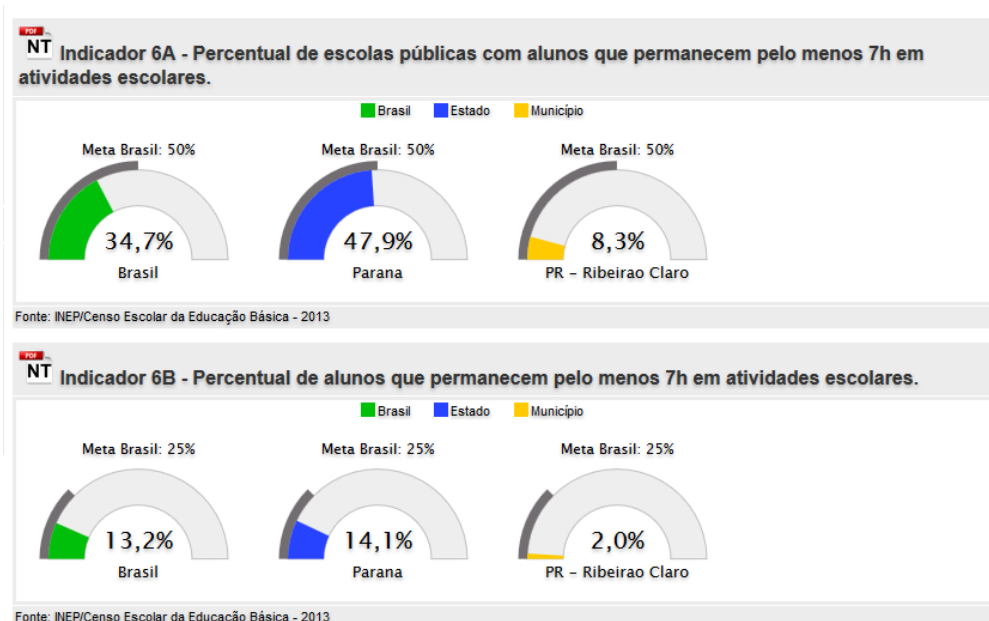 PDF
NT Indicador 6A - Percentual de escolas públicas com alunos que permanecem pelo menos 7h em
atividades escolares.
Brasil Estado Município
Meta Brasil: 50% Meta Brasil: 50% Meta Brasil: 50%
34,7% 47,9% 8,3%
Brasil Parana PR – Ribeirao Claro
Fonte: INEP/Censo Escolar da Educação Básica - 2013
PDF
NT Indicador 6B - Percentual de alunos que permanecem pelo menos 7h em atividades escolares.
Brasil Estado Município
Meta Brasil: 25% Meta Brasil: 25% Meta Brasil: 25%
13,2% 14,1% 2,0%
Brasil Parana PR – Ribeirao Claro
Fonte: INEP/Censo Escolar da Educação Básica - 2013